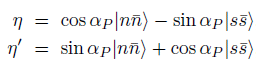 η = cos α_P|nn̄⟩ − sin α_P|ss̄⟩
η′ = sin α_P|nn̄⟩ + cos α_P|ss̄⟩